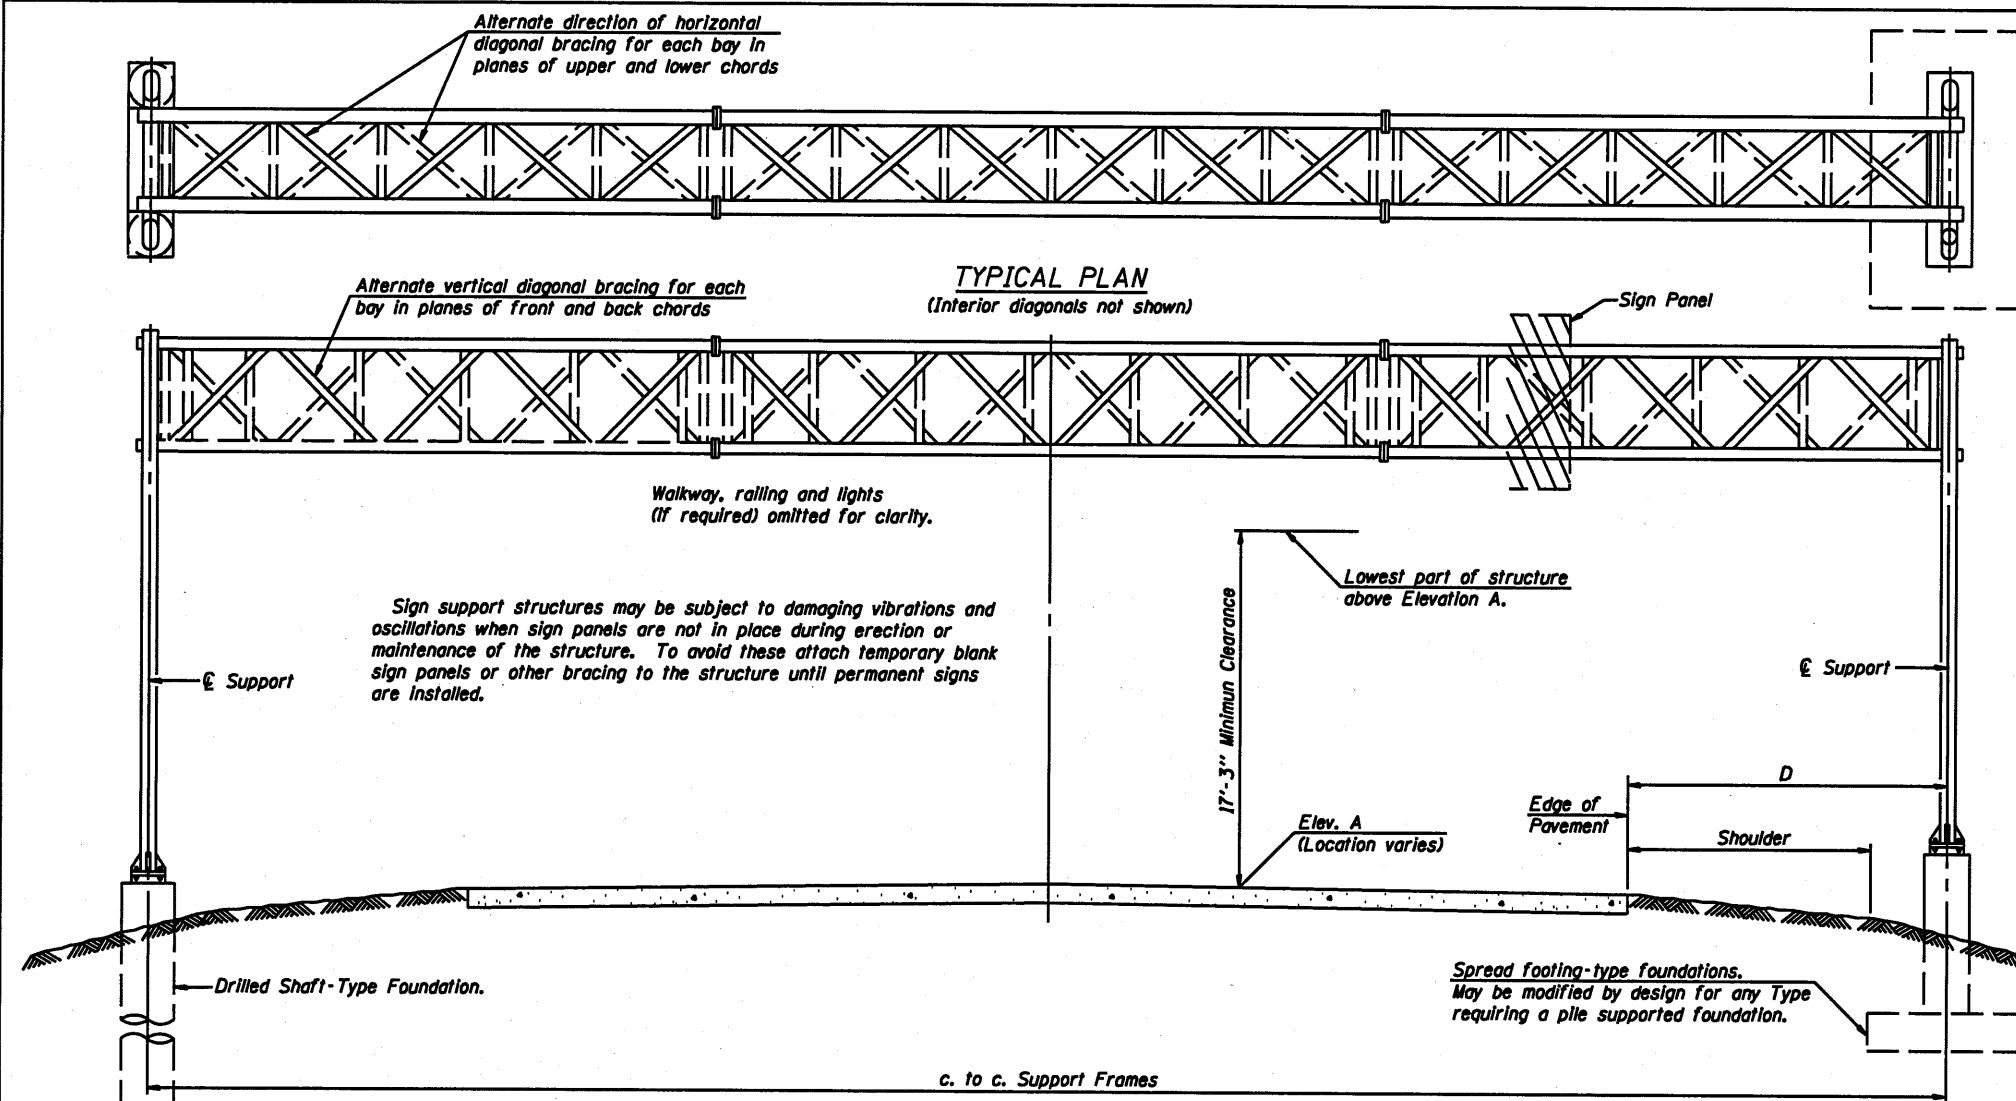 Alternate direction of horizontal
diagonal bracing for each bay in
planes of upper and lower chords
TYPICAL PLAN
(Interior diagonals not shown)
Alternate vertical diagonal bracing for each
bay in planes of front and back chords
Sign Panel
Walkway, railing and lights
(if required) omitted for clarity.
Lowest part of structure
above Elevation A.
Sign support structures may be subject to damaging vibrations and
oscillations when sign panels are not in place during erection or
maintenance of the structure. To avoid these attach temporary blank
sign panels or other bracing to the structure until permanent signs
are installed.
℄ Support
17'-3" Minimun Clearance
℄ Support
D
Edge of
Pavement
Elev. A
(Location varies)
Shoulder
Drilled Shaft-Type Foundation.
Spread footing-type foundations.
May be modified by design for any Type
requiring a pile supported foundation.
c. to c. Support Frames